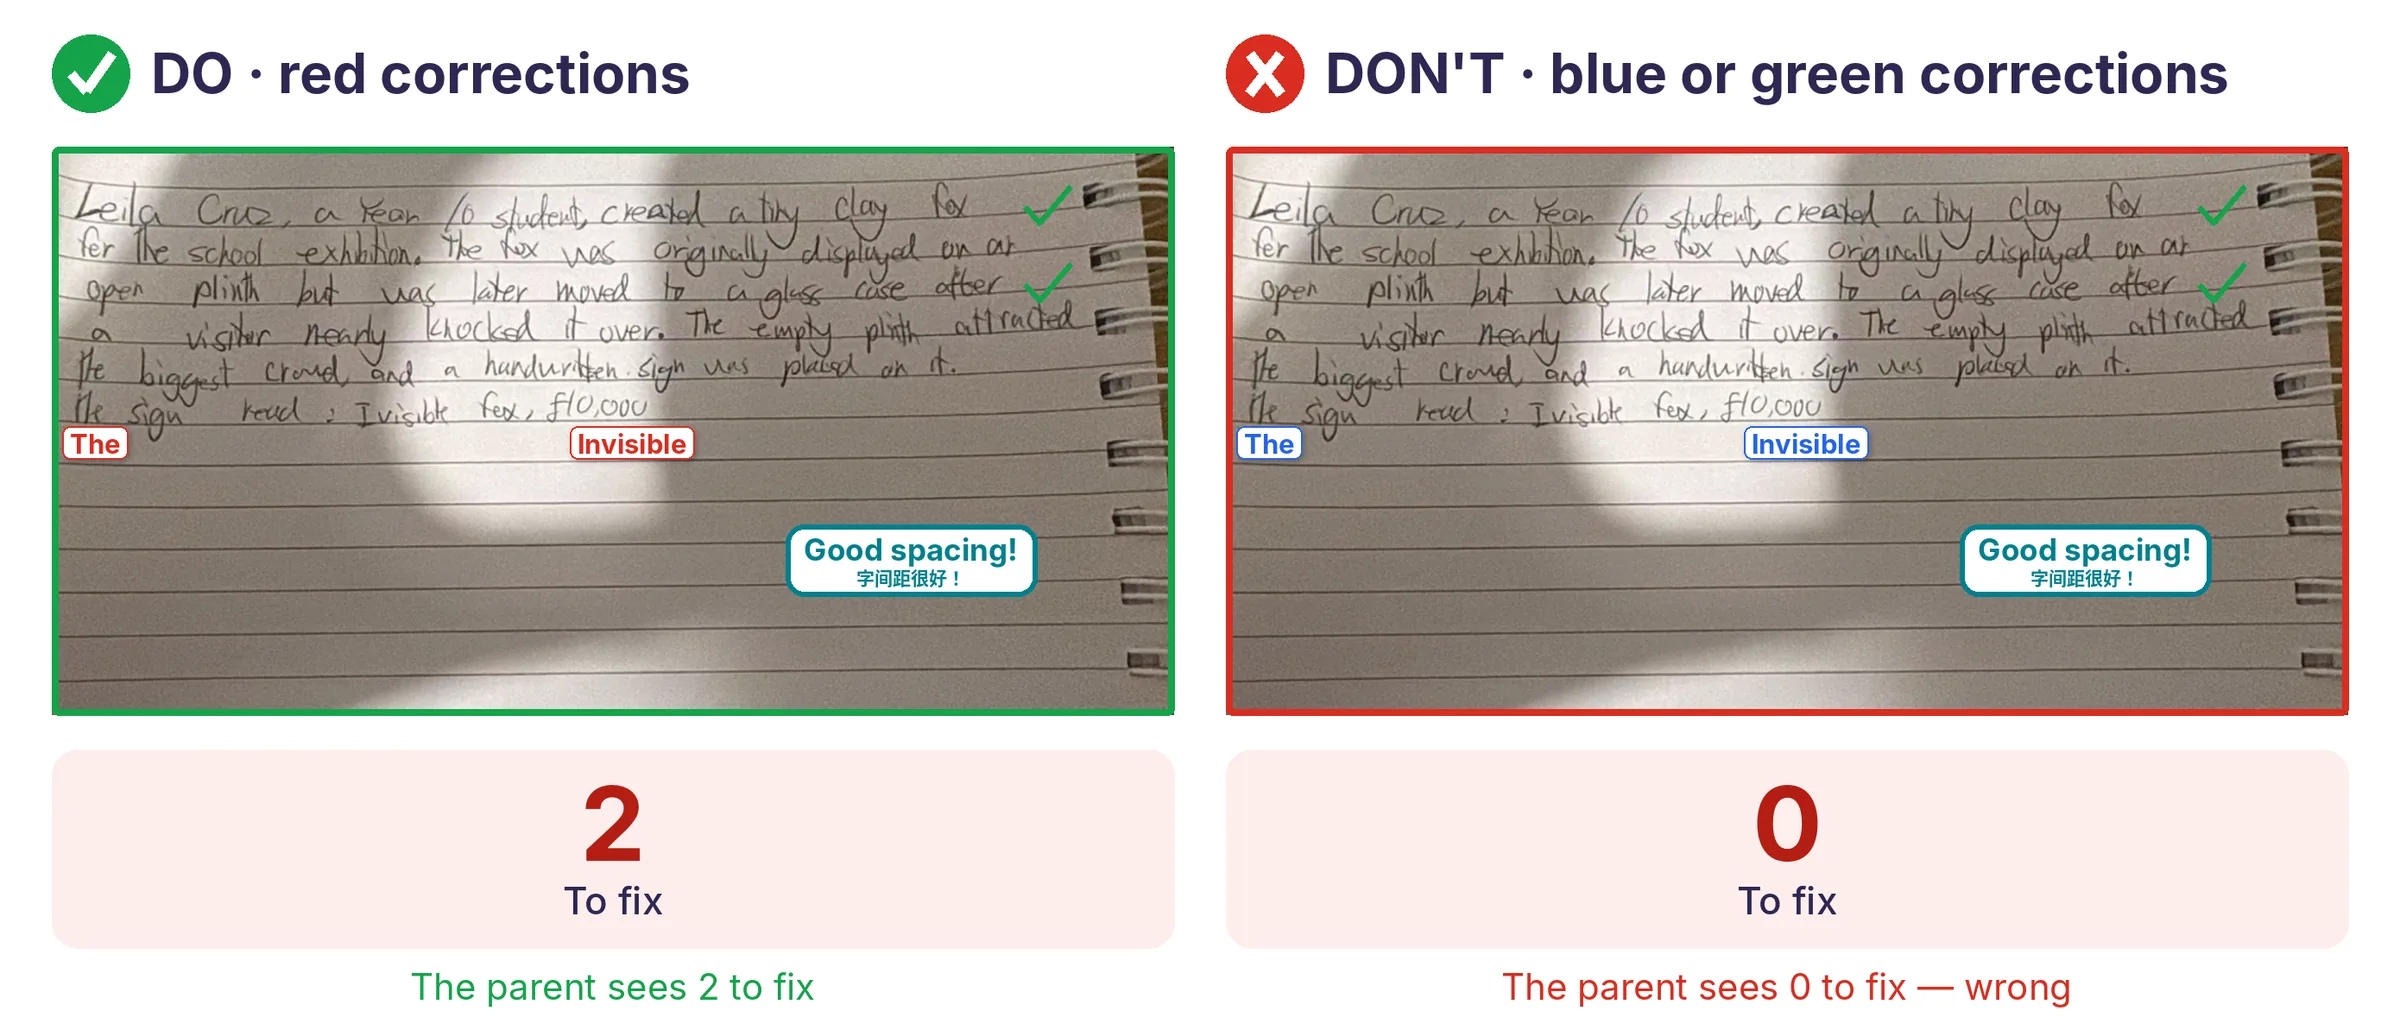 DO · red corrections
Leila Cruz, a Year 10 student, created a tiny clay fox
for the school exhibition. The fox was originally displayed on an
open plinth but was later moved to a glass case after
a visitor nearly knocked it over. The empty plinth attracted
the biggest crowd, and a handwritten sign was placed on it.
the sign read : Ivisible fox, £10,000
The Invisible
Good spacing!
字间距很好！
2
To fix
The parent sees 2 to fix
DON'T · blue or green corrections
Leila Cruz, a Year 10 student, created a tiny clay fox
for the school exhibition. The fox was originally displayed on an
open plinth but was later moved to a glass case after
a visitor nearly knocked it over. The empty plinth attracted
the biggest crowd, and a handwritten sign was placed on it.
the sign read : Ivisible fox, £10,000
The Invisible
Good spacing!
字间距很好！
0
To fix
The parent sees 0 to fix — wrong